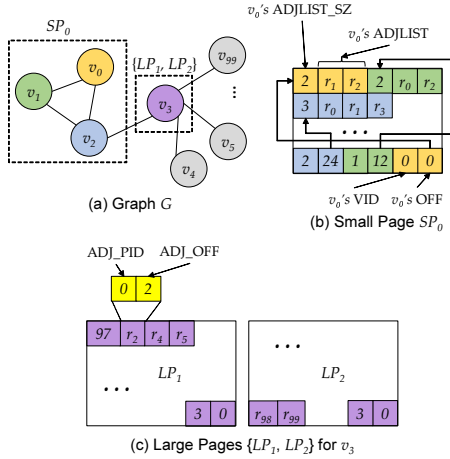 SP₀
v₀
v₁
v₂
{LP₁, LP₂}
v₃
v₉₉
...
v₅
v₄
(a) Graph G
v₀'s ADJLIST_SZ
v₀'s ADJLIST
2 r₁ r₂ 2 r₀ r₂
3 r₀ r₁ r₃
...
2 24 1 12 0 0
v₀'s VID v₀'s OFF
(b) Small Page SP₀
ADJ_PID ADJ_OFF
0 2
97 r₂ r₄ r₅
...
LP₁
3 0
...
LP₂
r₉₈ r₉₉ 3 0
(c) Large Pages {LP₁, LP₂} for v₃